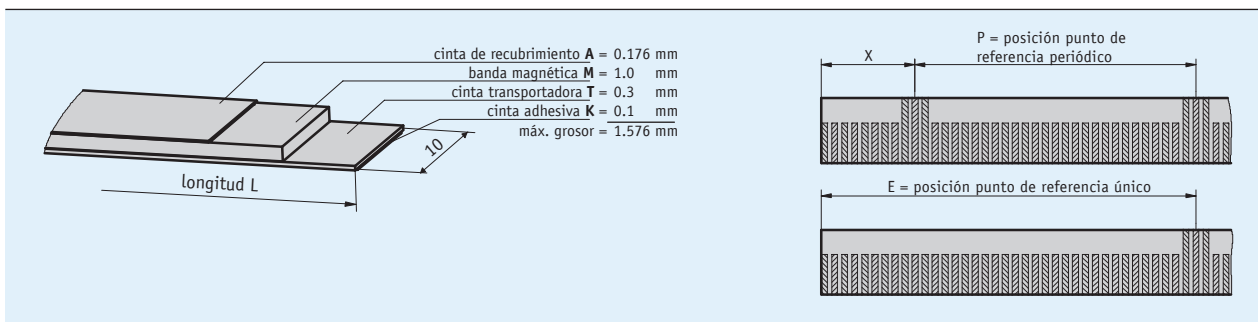 cinta de recubrimiento A = 0.176 mm
banda magnética M = 1.0 mm
cinta transportadora T = 0.3 mm
cinta adhesiva K = 0.1 mm
máx. grosor = 1.576 mm
10
longitud L
P = posición punto de
referencia periódico
X
E = posición punto de referencia único